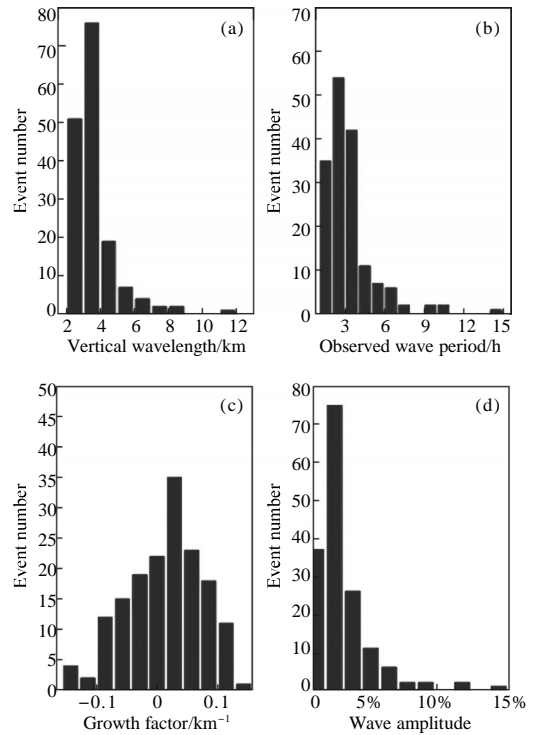 80
70
60
50
40
30
20
10
0
Event number
(a)
2 4 6 8 10 12
Vertical wavelength/km
70
60
50
40
30
20
10
0
Event number
(b)
3 6 9 12 15
Observed wave period/h
50
45
40
35
30
25
20
15
10
5
0
Event number
(c)
−0.1 0 0.1
Growth factor/km⁻¹
80
70
60
50
40
30
20
10
0
Event number
(d)
0 5% 10% 15%
Wave amplitude